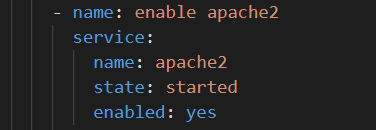 - name: enable apache2
service:
name: apache2
state: started
enabled: yes